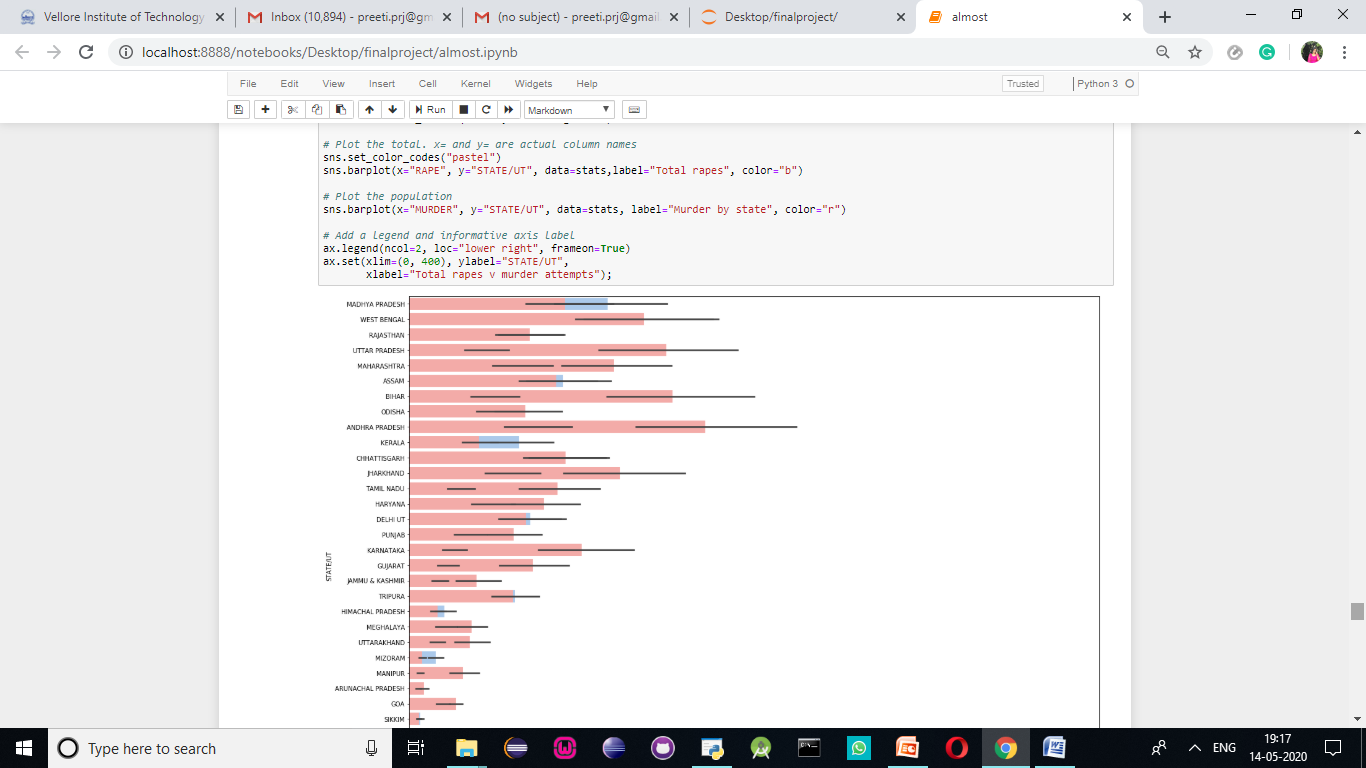 Vellore Institute of Technology
Inbox (10,894) - preeti.prj@gm
(no subject) - preeti.prj@gmail
Desktop/finalproject/
almost
localhost:8888/notebooks/Desktop/finalproject/almost.ipynb
File Edit View Insert Cell Kernel Widgets Help
Trusted
Python 3
Run
Markdown
# Plot the total. x= and y= are actual column names
sns.set_color_codes("pastel")
sns.barplot(x="RAPE", y="STATE/UT", data=stats,label="Total rapes", color="b")
# Plot the population
sns.barplot(x="MURDER", y="STATE/UT", data=stats, label="Murder by state", color="r")
# Add a legend and informative axis label
ax.legend(ncol=2, loc="lower right", frameon=True)
ax.set(xlim=(0, 400), ylabel="STATE/UT",
xlabel="Total rapes v murder attempts");
MADHYA PRADESH
WEST BENGAL
RAJASTHAN
UTTAR PRADESH
MAHARASHTRA
ASSAM
BIHAR
ODISHA
ANDHRA PRADESH
KERALA
CHHATTISGARH
JHARKHAND
TAMIL NADU
HARYANA
DELHI UT
PUNJAB
KARNATAKA
GUJARAT
JAMMU & KASHMIR
TRIPURA
HIMACHAL PRADESH
MEGHALAYA
UTTARAKHAND
MIZORAM
MANIPUR
ARUNACHAL PRADESH
GOA
SIKKIM
STATE/UT
Type here to search
ENG
19:17
14-05-2020